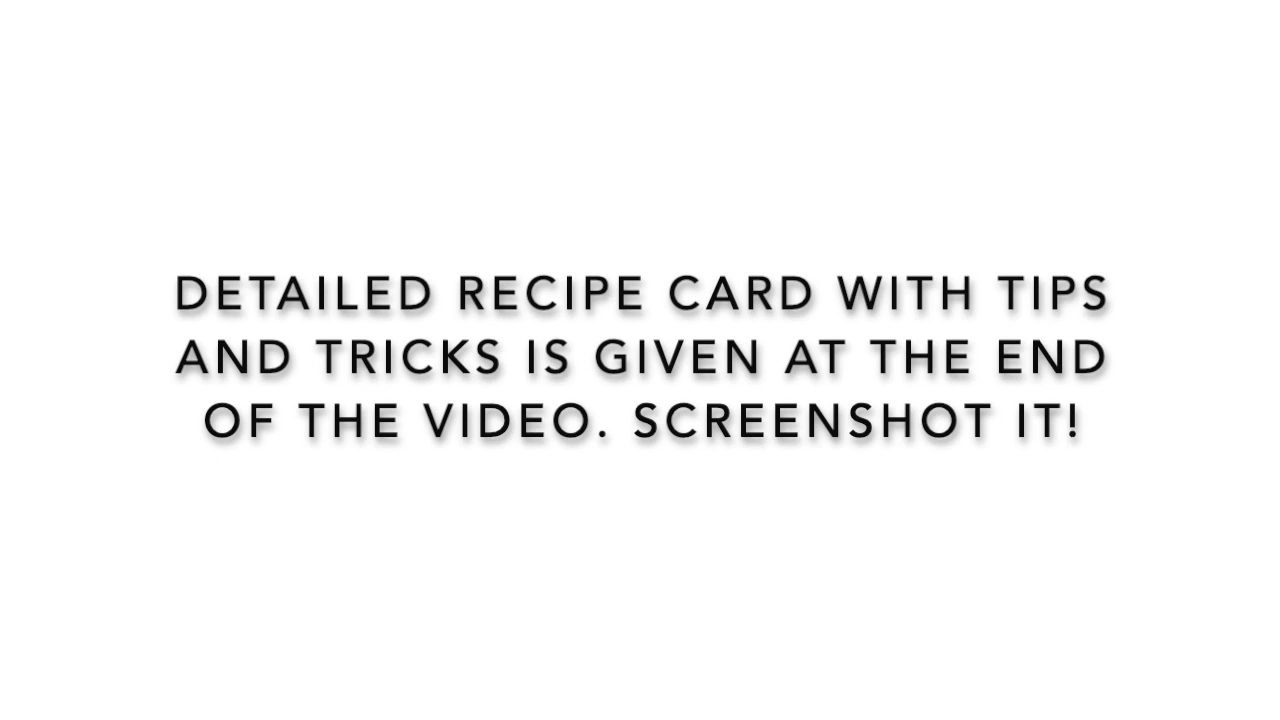 DETAILED RECIPE CARD WITH TIPS
AND TRICKS IS GIVEN AT THE END
OF THE VIDEO. SCREENSHOT IT!